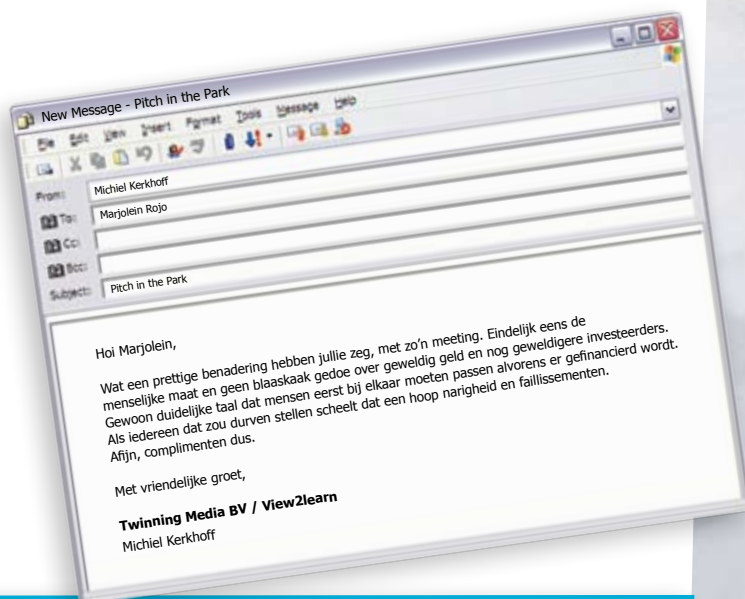 New Message - Pitch in the Park
File Edit View Insert Format Tools Message Help
From: Michiel Kerkhoff
To: Marjolein Rojo
Cc:
Bcc:
Subject: Pitch in the Park
Hoi Marjolein,
Wat een prettige benadering hebben jullie zeg, met zo'n meeting. Eindelijk eens de
menselijke maat en geen blaaskaak gedoe over geweldig geld en nog geweldigere investeerders.
Gewoon duidelijke taal dat mensen eerst bij elkaar moeten passen alvorens er gefinancierd wordt.
Als iedereen dat zou durven stellen scheelt dat een hoop narigheid en faillissementen.
Afijn, complimenten dus.
Met vriendelijke groet,
Twinning Media BV / View2learn
Michiel Kerkhoff